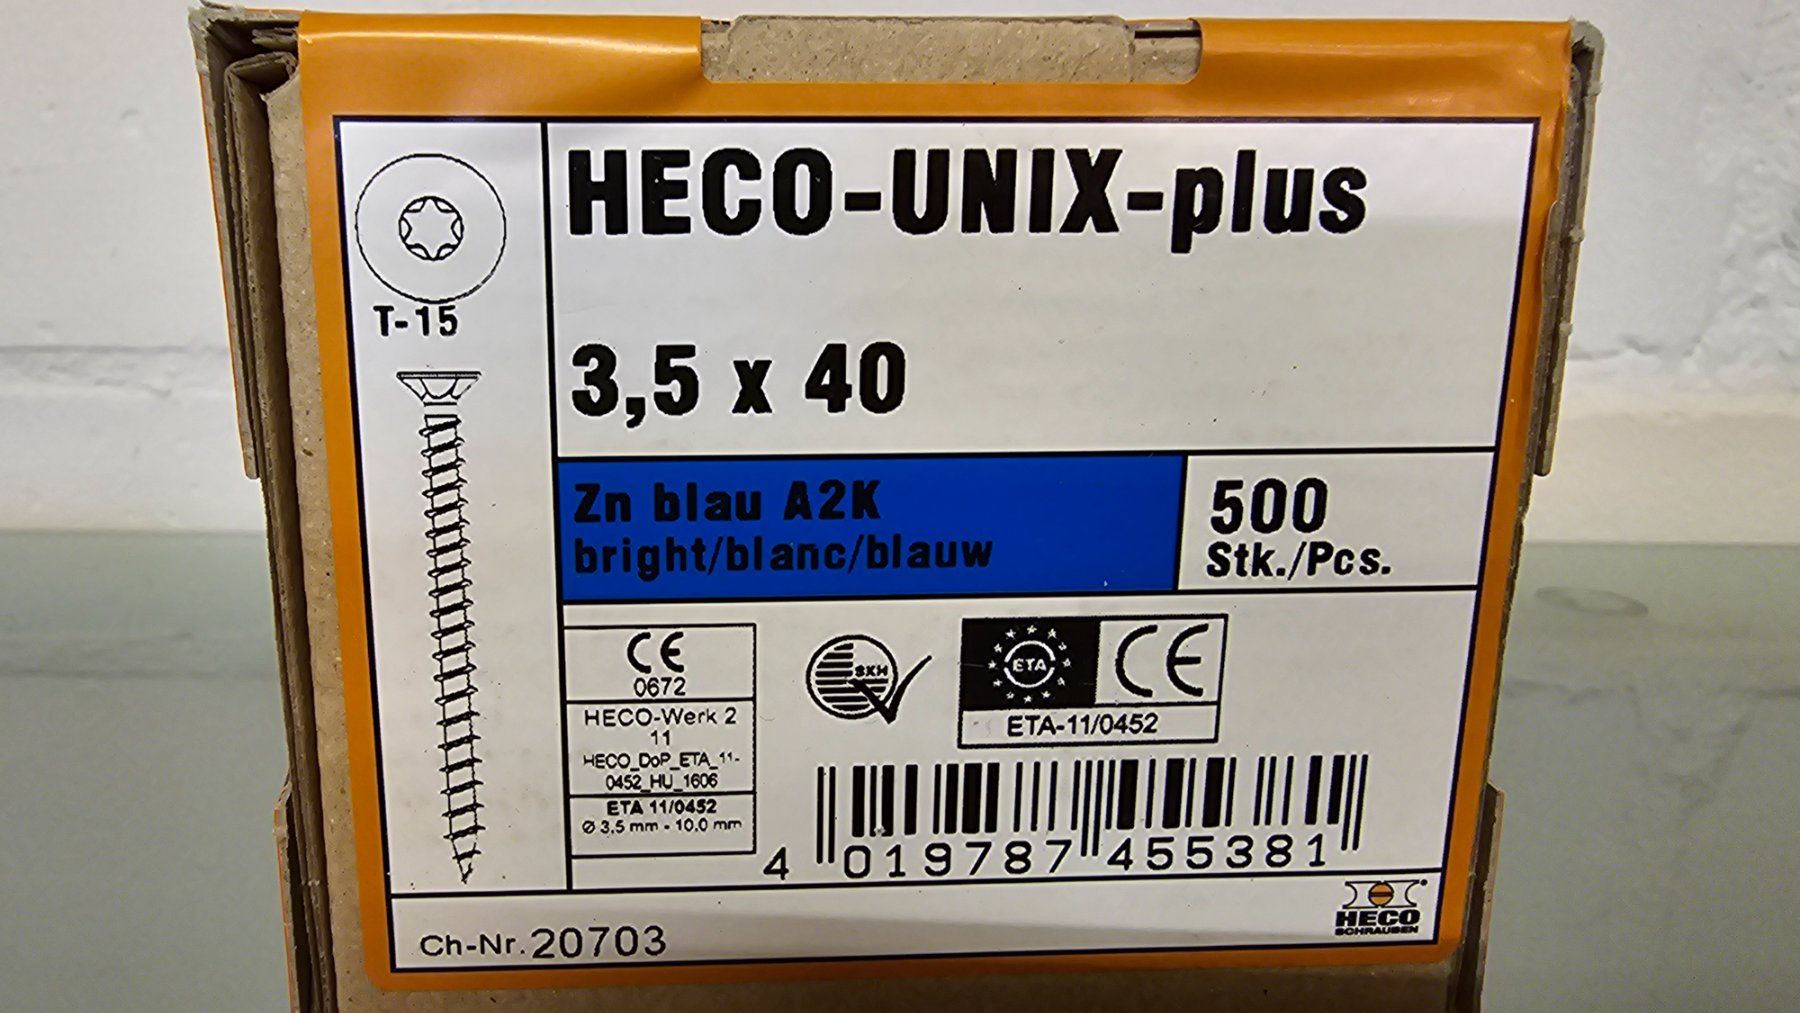 HECO-UNIX-plus
T-15
3,5 x 40
Zn blau A2K
bright/blanc/blauw
500
Stk./Pcs.
CE
0672
HECO-Werk 2
11
HECO_DoP_ETA_11-
0452_HU_1606
ETA 11/0452
Ø 3,5 mm - 10.0 mm
SKH
ETA
CE
ETA-11/0452
4 019787 455381
Ch-Nr. 20703
HECO
SCHRAUBEN